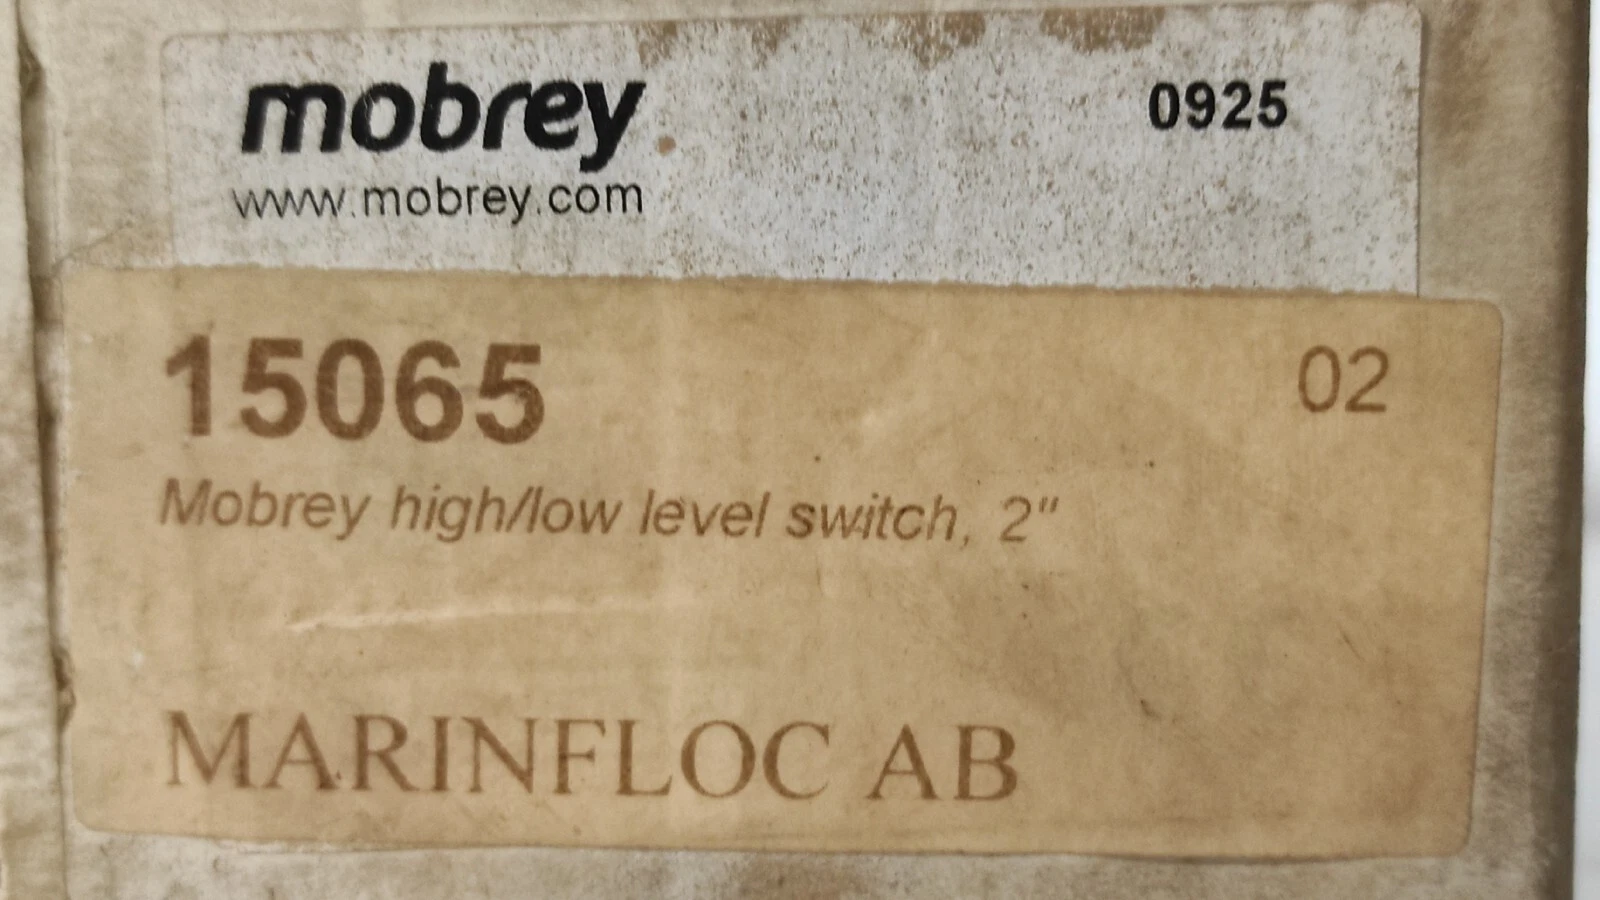 mobrey
0925
www.mobrey.com
15065
02
Mobrey high/low level switch, 2"
MARINFLOC AB